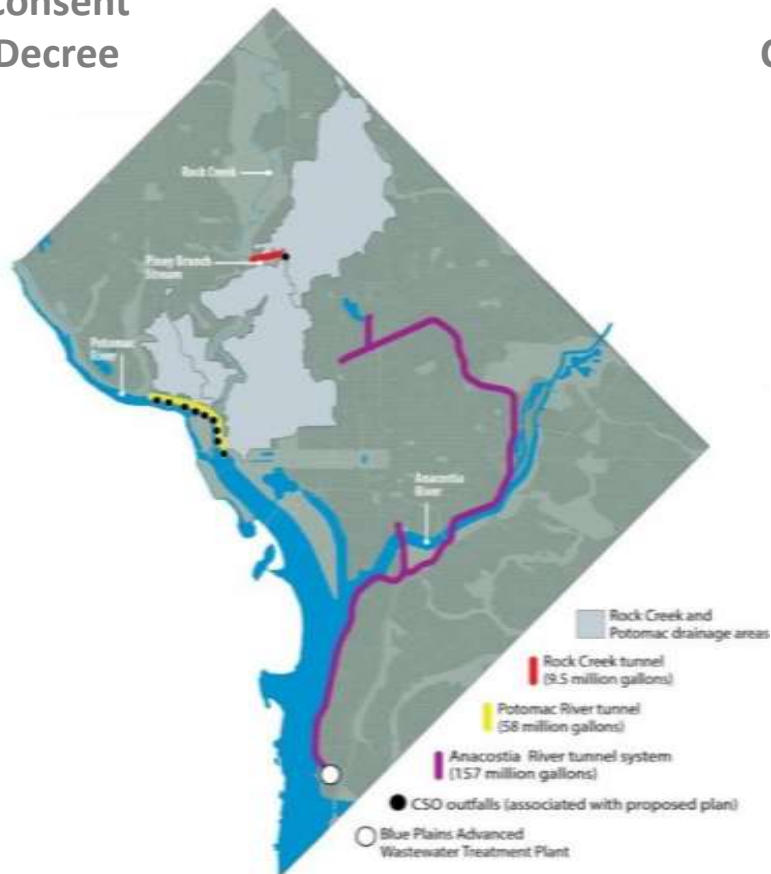 Consent
Decree
Rock Creek
Piney Branch
Stream
Potomac
River
Anacostia
River
Rock Creek and
Potomac drainage areas
Rock Creek tunnel
(9.5 million gallons)
Potomac River tunnel
(58 million gallons)
Anacostia River tunnel system
(157 million gallons)
CSO outfalls (associated with proposed plan)
Blue Plains Advanced
Wastewater Treatment Plant